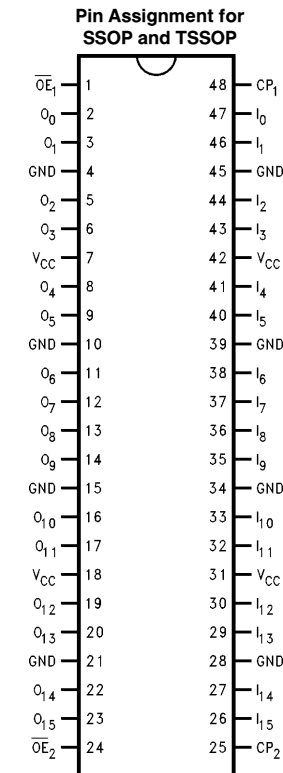 Pin Assignment for
SSOP and TSSOP
OE₁ 1 48 CP₁
O₀ 2 47 I₀
O₁ 3 46 I₁
GND 4 45 GND
O₂ 5 44 I₂
O₃ 6 43 I₃
VCC 7 42 VCC
O₄ 8 41 I₄
O₅ 9 40 I₅
GND 10 39 GND
O₆ 11 38 I₆
O₇ 12 37 I₇
O₈ 13 36 I₈
O₉ 14 35 I₉
GND 15 34 GND
O₁₀ 16 33 I₁₀
O₁₁ 17 32 I₁₁
VCC 18 31 VCC
O₁₂ 19 30 I₁₂
O₁₃ 20 29 I₁₃
GND 21 28 GND
O₁₄ 22 27 I₁₄
O₁₅ 23 26 I₁₅
OE₂ 24 25 CP₂